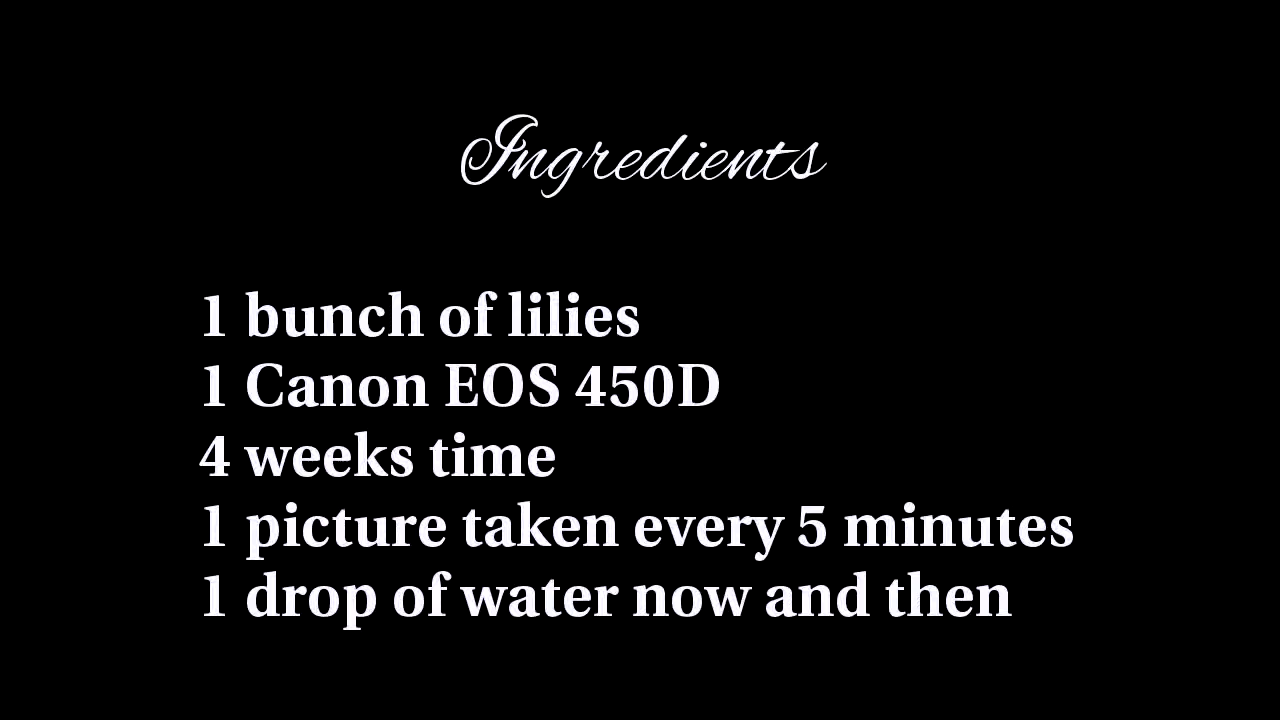 Ingredients
1 bunch of lilies
1 Canon EOS 450D
4 weeks time
1 picture taken every 5 minutes
1 drop of water now and then